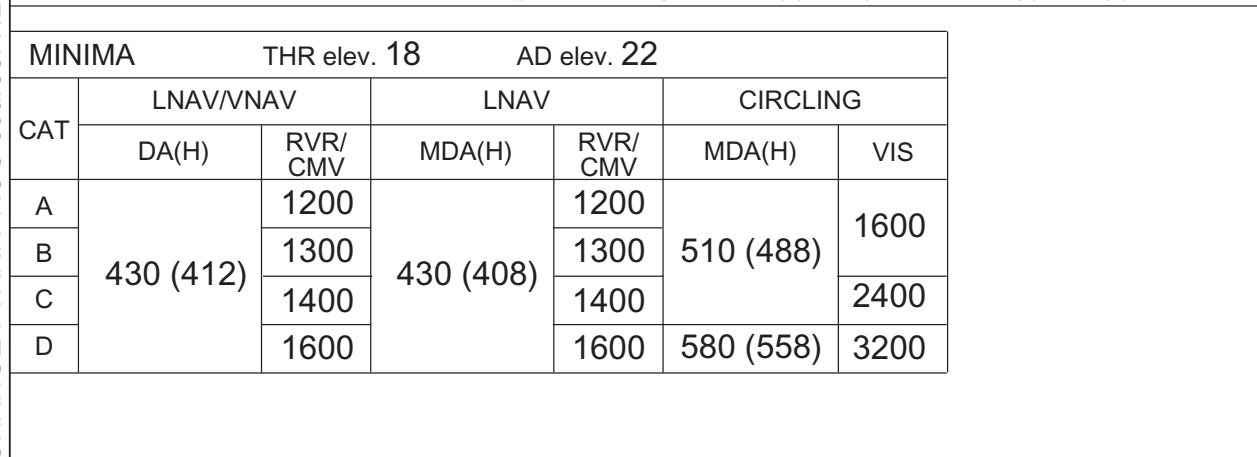 MINIMA THR elev. 18 AD elev. 22
CAT LNAV/VNAV LNAV CIRCLING
DA(H) RVR/CMV MDA(H) RVR/CMV MDA(H) VIS
A 430 (412) 1200 430 (408) 1200 510 (488) 1600
B 1300 1300
C 1400 1400 2400
D 1600 1600 580 (558) 3200